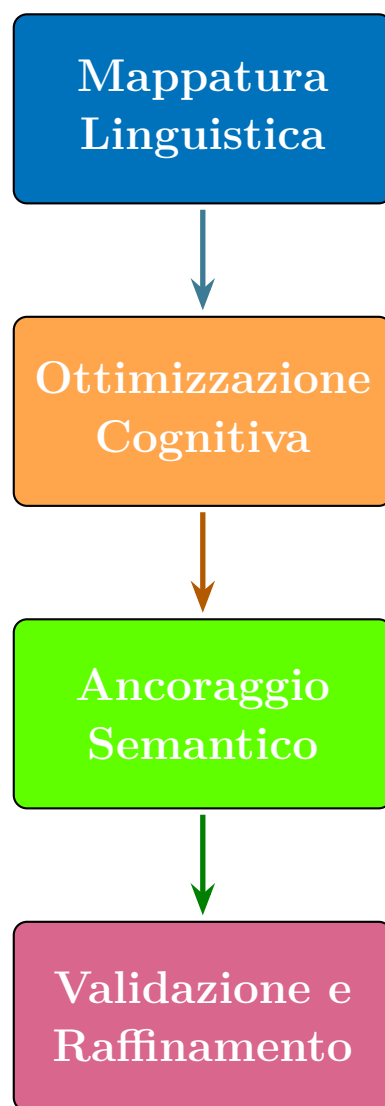 Mappatura
Linguistica
Ottimizzazione
Cognitiva
Ancoraggio
Semantico
Validazione e
Raffinamento